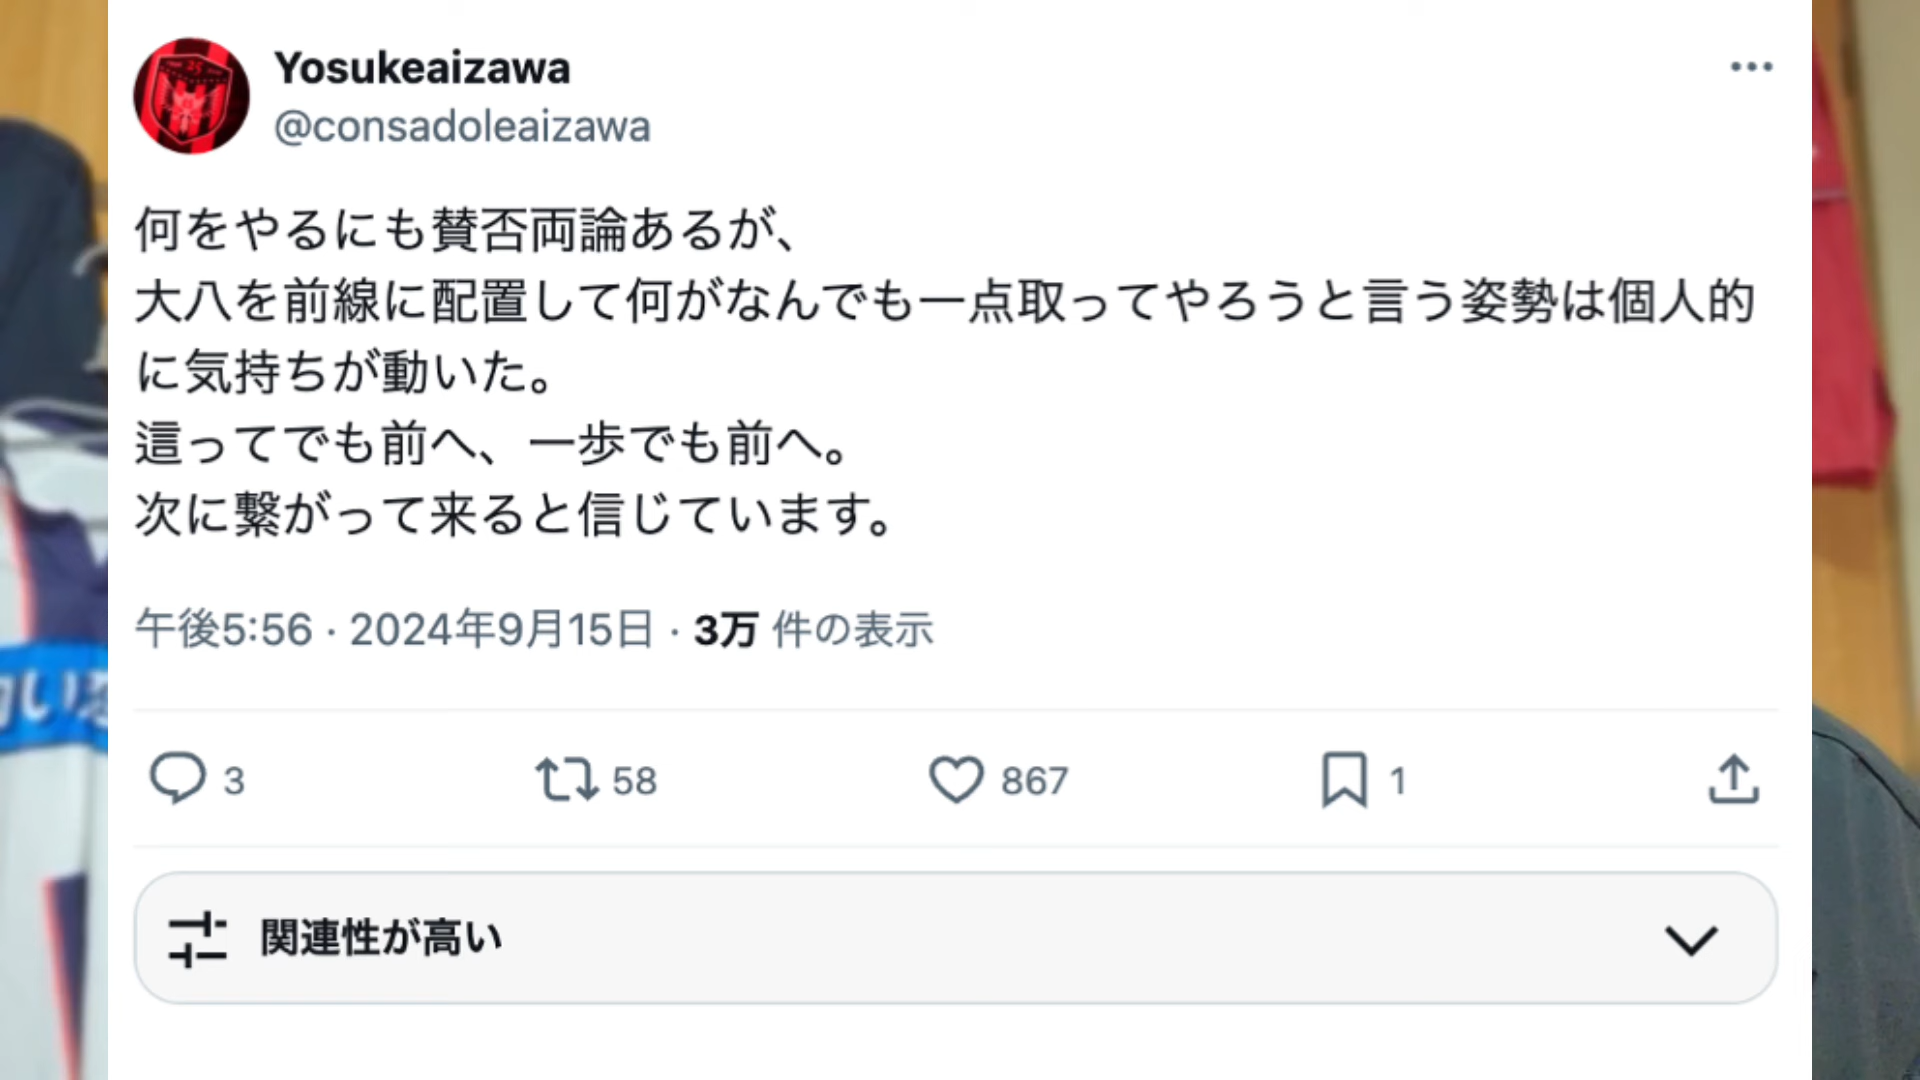 Yosukeaizawa
@consadoleaizawa
何をやるにも賛否両論あるが、
大八を前線に配置して何がなんでも一点取ってやろうと言う姿勢は個人的
に気持ちが動いた。
這ってでも前へ、一歩でも前へ。
次に繋がって来ると信じています。
午後5:56 · 2024年9月15日 · 3万 件の表示
3 58 867 1
関連性が高い